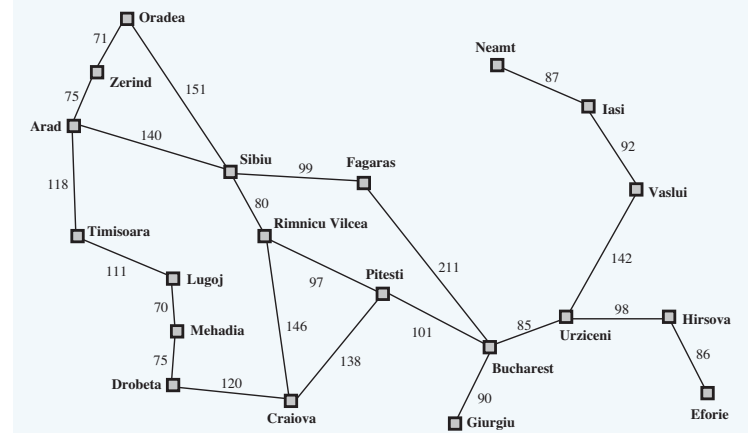 Oradea
71
Neamt
Zerind
87
151
75
Iasi
Arad
140
92
Sibiu
Fagaras
99
118
Vaslui
80
Rimnicu Vilcea
Timisoara
142
111
Pitesti
211
Lugoj
97
70
98
Hirsova
85
101
146
Mehadia
Urziceni
138
86
75
Bucharest
120
Drobeta
90
Eforie
Craiova
Giurgiu